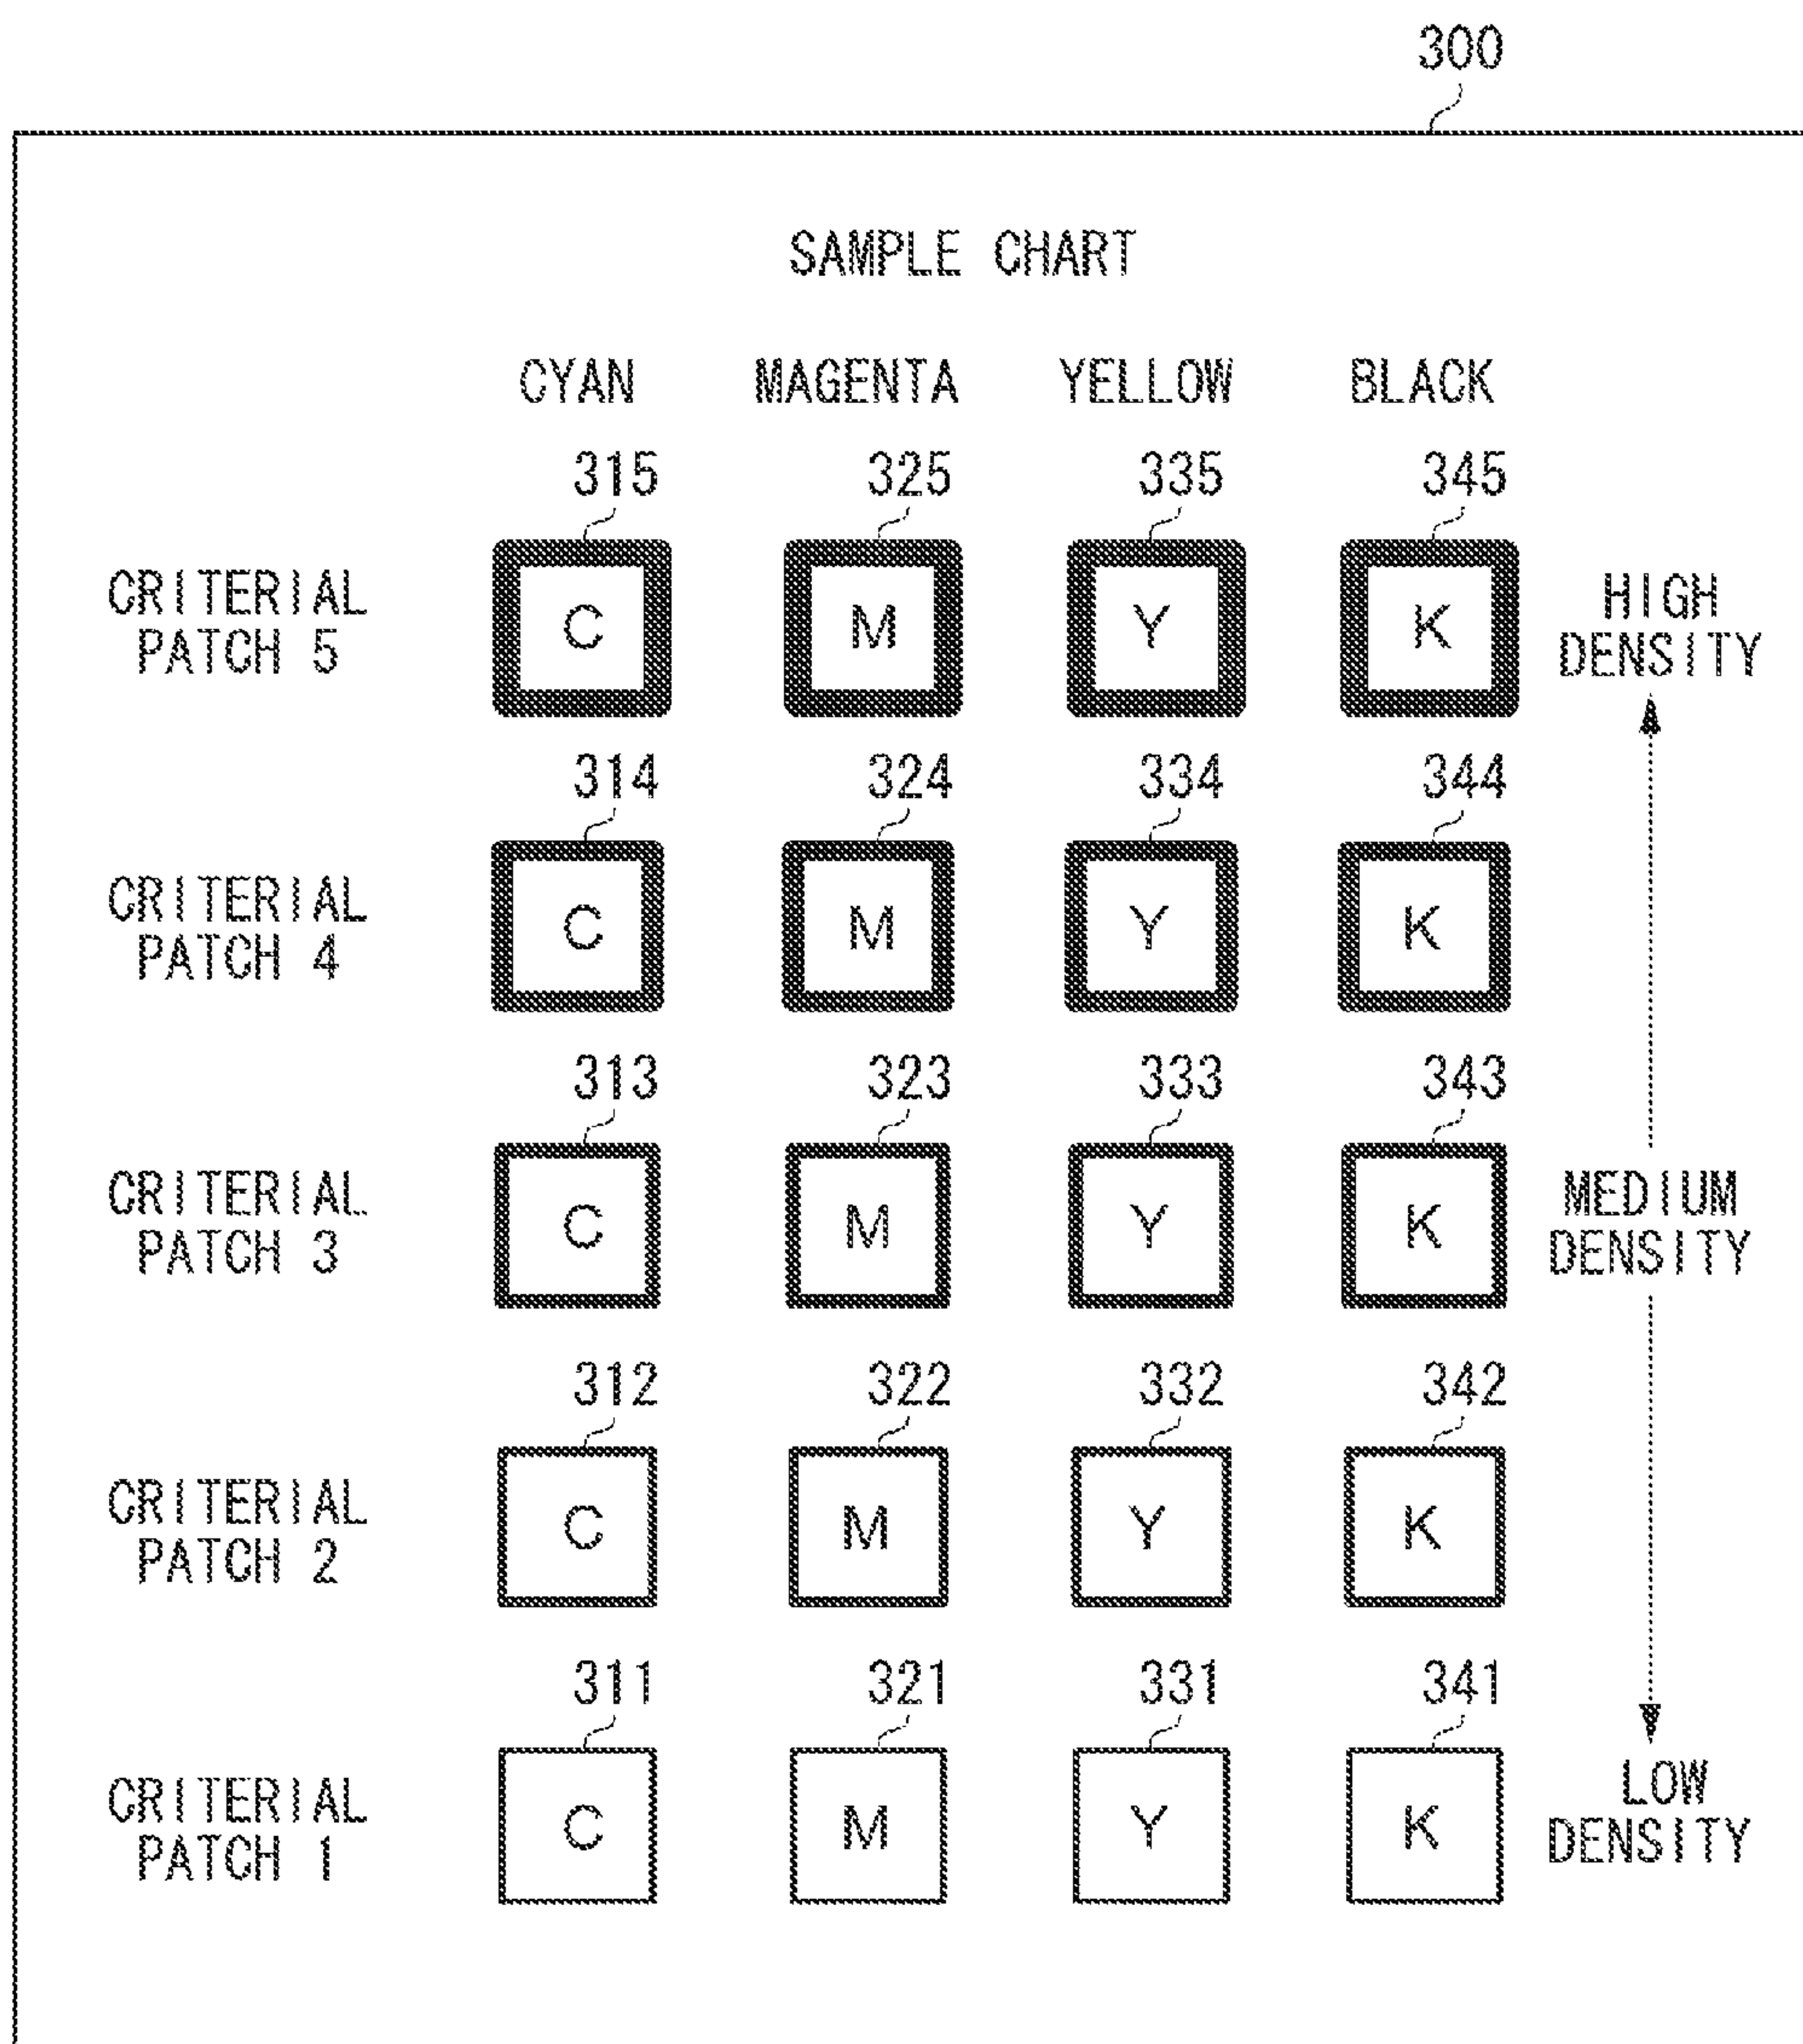 300
SAMPLE CHART
CYAN MAGENTA YELLOW BLACK
315 325 335 345
CRITERIAL
PATCH 5
C M Y K
HIGH
DENSITY
314 324 334 344
CRITERIAL
PATCH 4
C M Y K
313 323 333 343
CRITERIAL
PATCH 3
C M Y K
MEDIUM
DENSITY
312 322 332 342
CRITERIAL
PATCH 2
C M Y K
311 321 331 341
CRITERIAL
PATCH 1
C M Y K
LOW
DENSITY